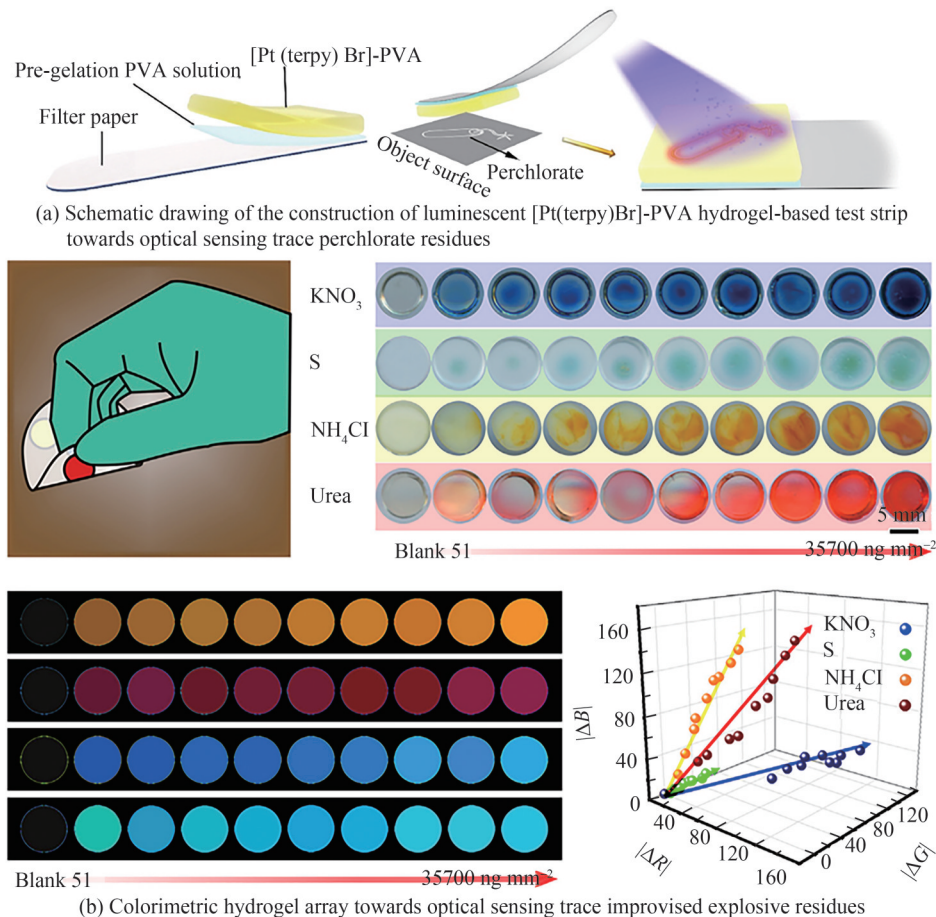 [Pt (terpy) Br]-PVA
Pre-gelation PVA solution
Filter paper
Object surface
Perchlorate
(a) Schematic drawing of the construction of luminescent [Pt(terpy)Br]-PVA hydrogel-based test strip
towards optical sensing trace perchlorate residues
KNO₃
S
NH₄Cl
Urea
5 mm
Blank 51 35700 ng mm⁻²
Blank 51 35700 ng mm⁻²
160
120
80
40
0
|ΔB|
40
80
120
160
|ΔR|
0
40
80
120
160
|ΔG|
KNO₃
S
NH₄Cl
Urea
(b) Colorimetric hydrogel array towards optical sensing trace improvised explosive residues